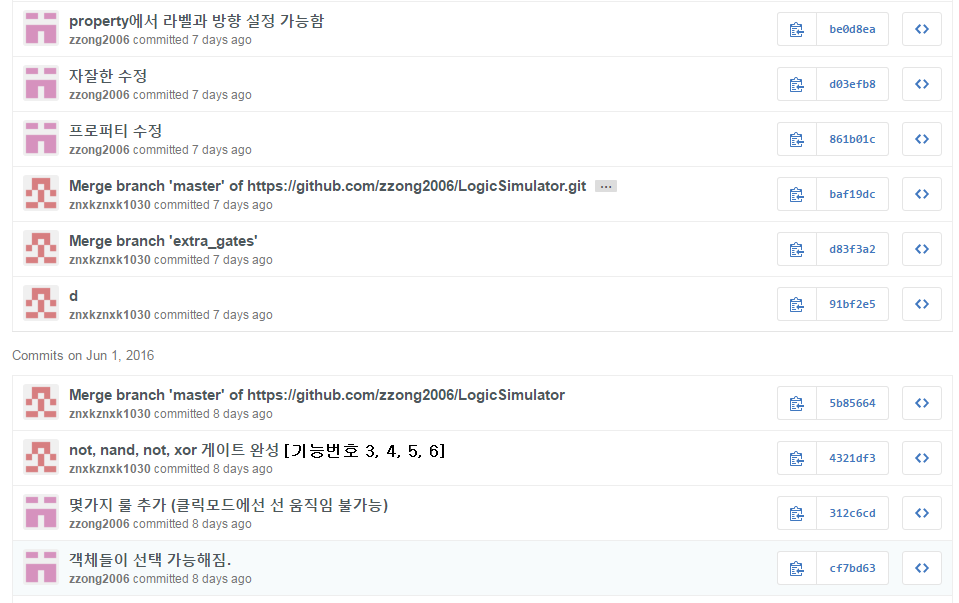 property에서 라벨과 방향 설정 가능함
zzong2006 committed 7 days ago
be0d8ea
자잘한 수정
zzong2006 committed 7 days ago
d03efb8
프로퍼티 수정
zzong2006 committed 7 days ago
861b01c
Merge branch 'master' of https://github.com/zzong2006/LogicSimulator.git ...
znxkznxk1030 committed 7 days ago
baf19dc
Merge branch 'extra_gates'
znxkznxk1030 committed 7 days ago
d83f3a2
d
znxkznxk1030 committed 7 days ago
91bf2e5
Commits on Jun 1, 2016
Merge branch 'master' of https://github.com/zzong2006/LogicSimulator
znxkznxk1030 committed 8 days ago
5b85664
not, nand, not, xor 게이트 완성 [기능번호 3, 4, 5, 6]
znxkznxk1030 committed 8 days ago
4321df3
몇가지 룰 추가 (클릭모드에선 선 움직임 불가능)
zzong2006 committed 8 days ago
312c6cd
객체들이 선택 가능해짐.
zzong2006 committed 8 days ago
cf7bd63